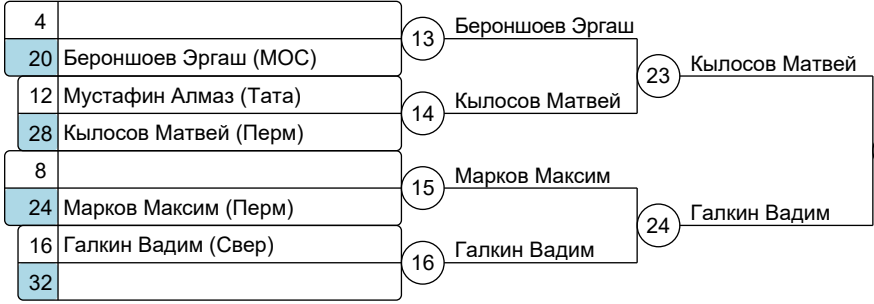 4
20 Бероншоев Эргаш (МОС)
12 Мустафин Алмаз (Тата)
28 Кылосов Матвей (Перм)
8
24 Марков Максим (Перм)
16 Галкин Вадим (Свер)
32
13 Бероншоев Эргаш
14 Кылосов Матвей
15 Марков Максим
16 Галкин Вадим
23 Кылосов Матвей
24 Галкин Вадим